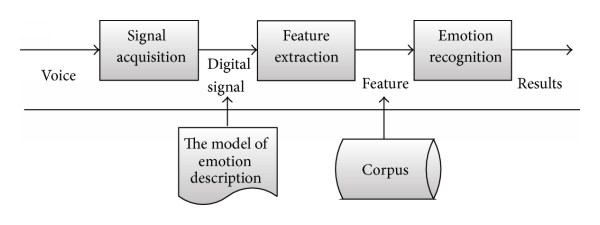 Signal
acquisition
Feature
extraction
Emotion
recognition
Voice
Digital
signal
Feature
Results
The model of
emotion
description
Corpus